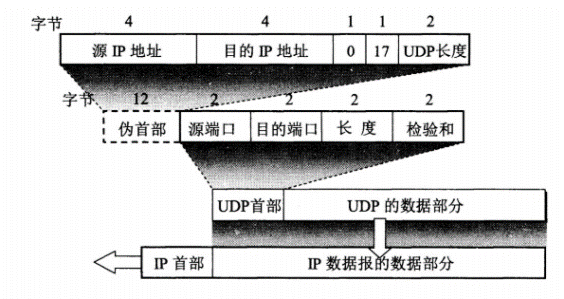 字节 4 4 1 1 2
源 IP 地址 目的 IP 地址 0 17 UDP长度
字节 12 2 2 2 2
伪首部 源端口 目的端口 长 度 检验和
UDP首部 UDP 的数据部分
IP 首部 IP 数据报的数据部分